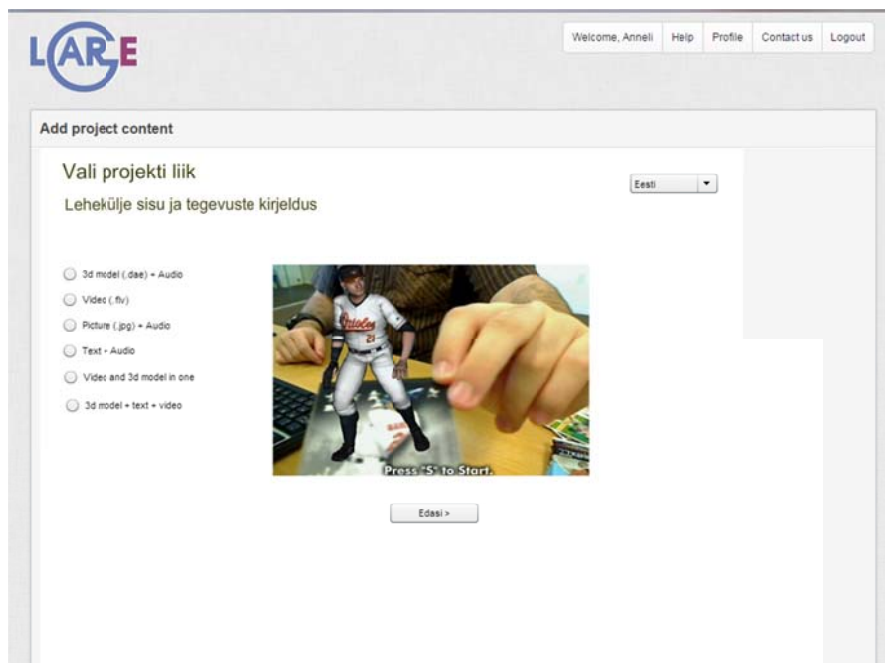 LARGE
Welcome, Anneli Help Profile Contact us Logout
Add project content
Vali projekti liik
Eesti
Lehekülje sisu ja tegevuste kirjeldus
3d model (.dae) + Audio
Video (.flv)
Picture (.jpg) + Audio
Text + Audio
Video and 3d model in one
3d model + text + video
Orioles
21
Press "S" to Start.
Edasi >